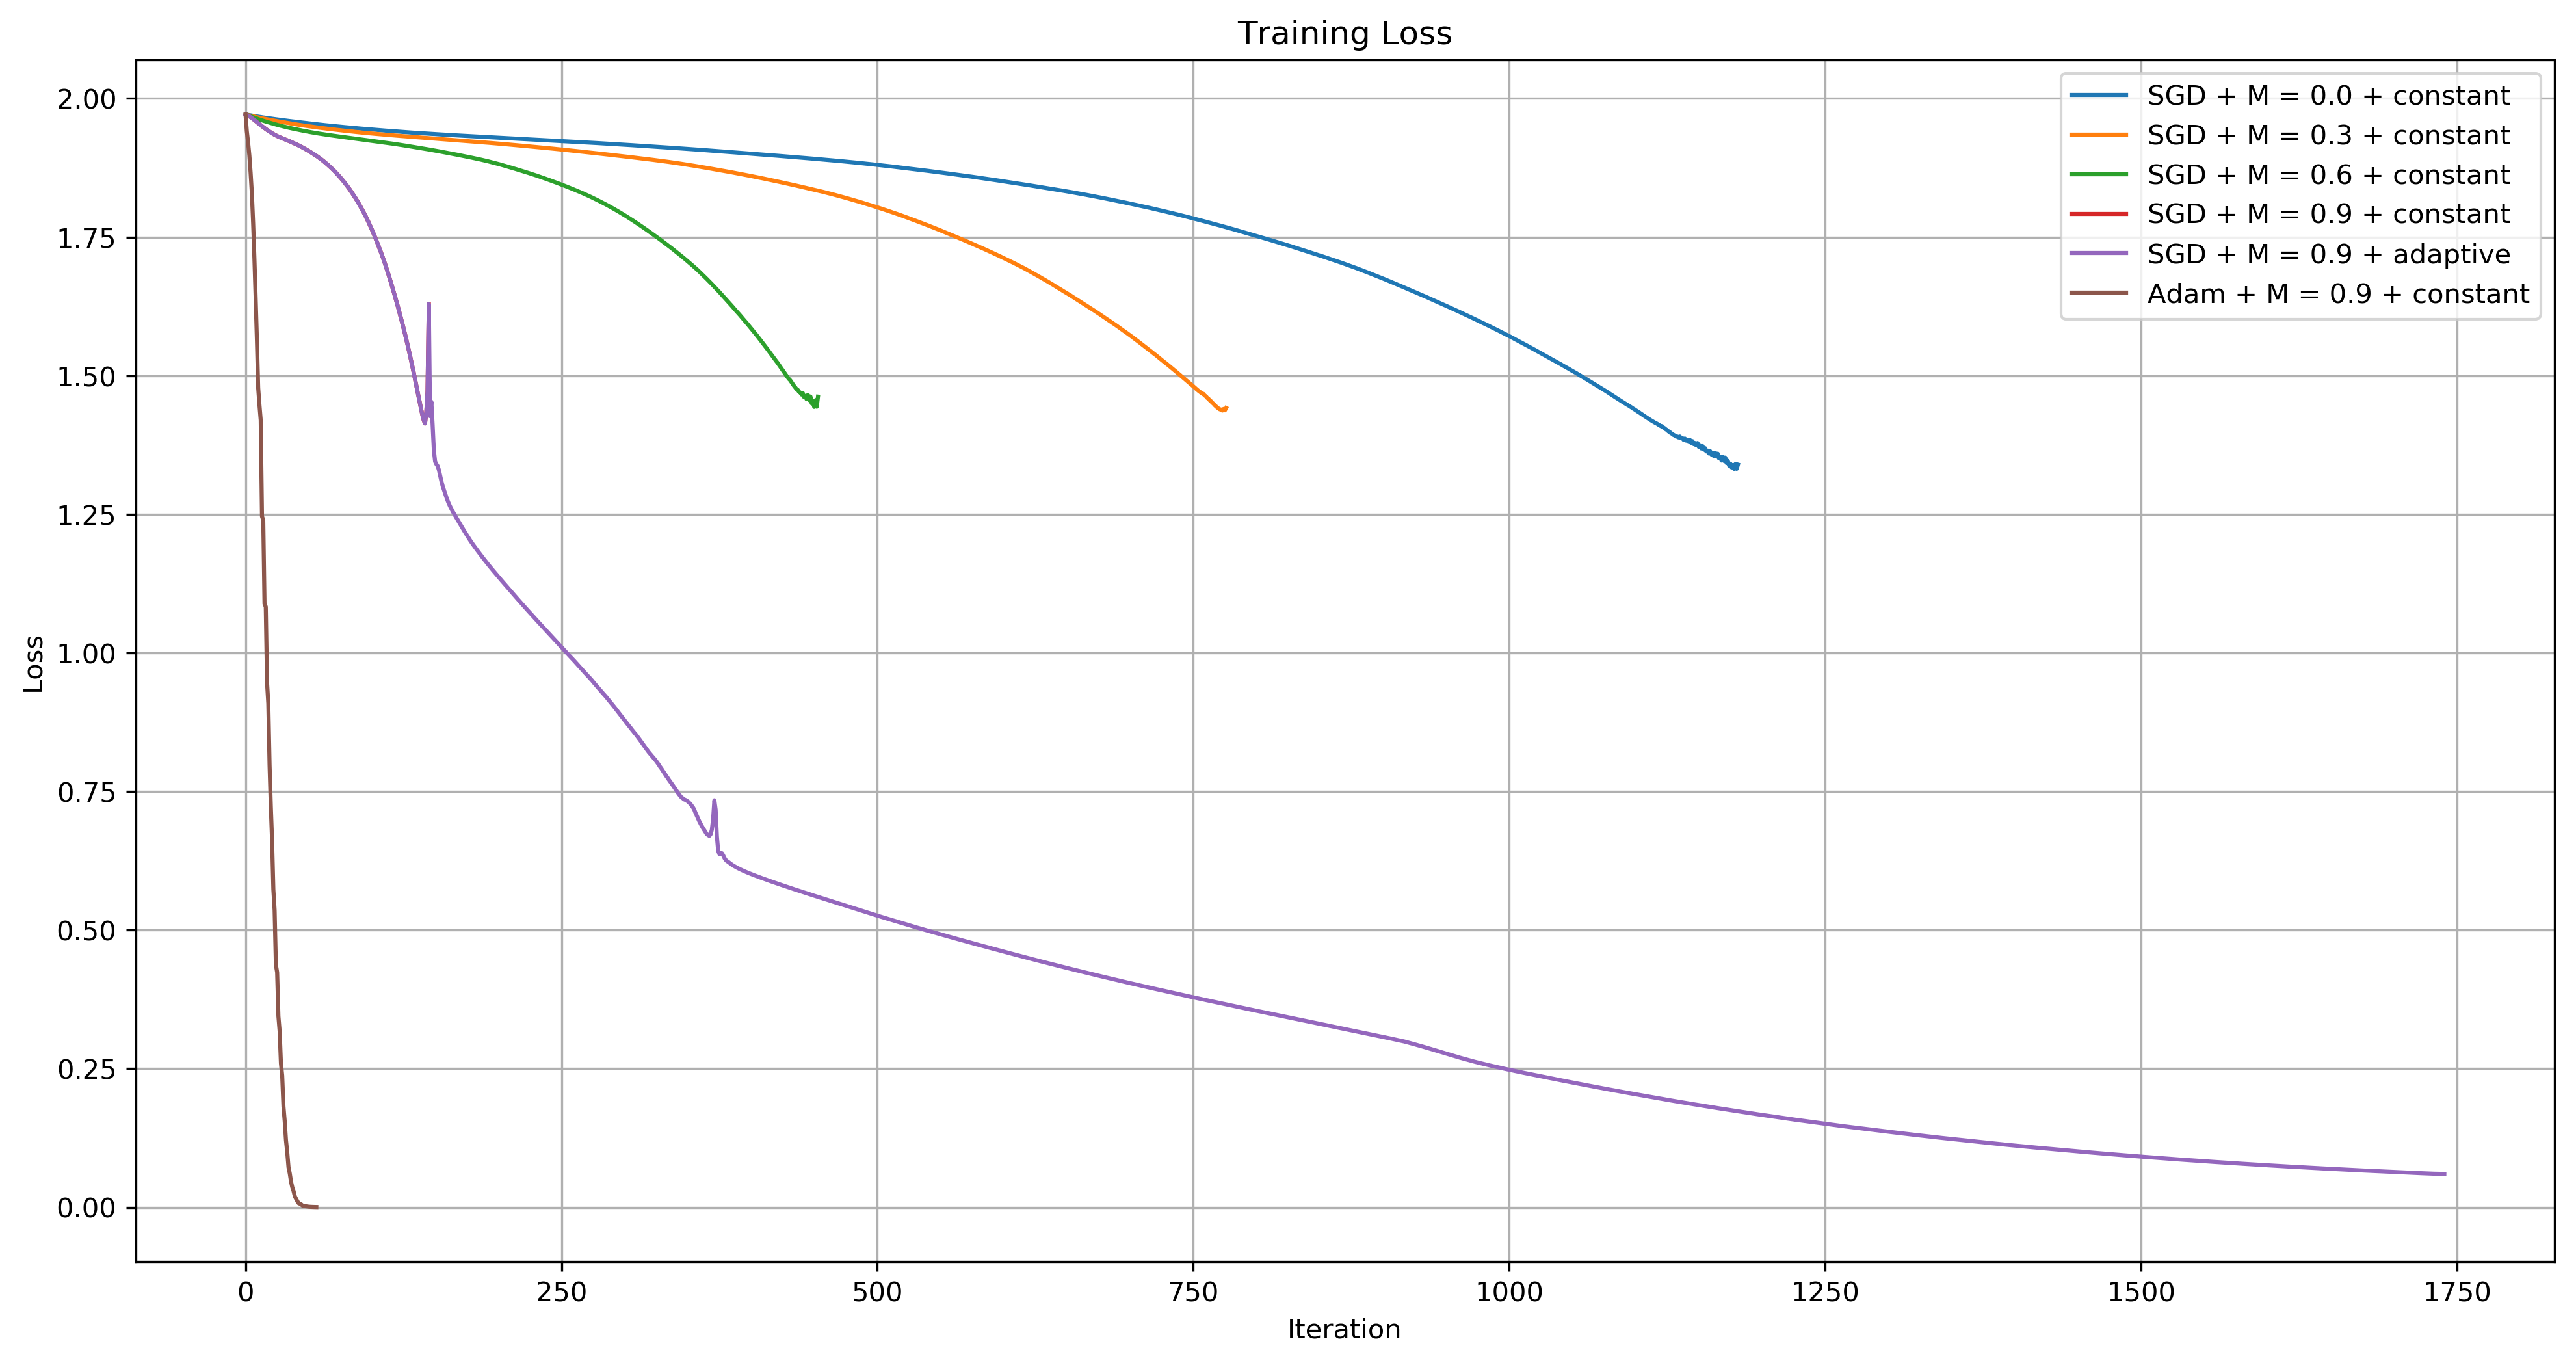 Training Loss
SGD + M = 0.0 + constant
SGD + M = 0.3 + constant
SGD + M = 0.6 + constant
SGD + M = 0.9 + constant
SGD + M = 0.9 + adaptive
Adam + M = 0.9 + constant
Loss
2.00
1.75
1.50
1.25
1.00
0.75
0.50
0.25
0.00
0 250 500 750 1000 1250 1500 1750
Iteration